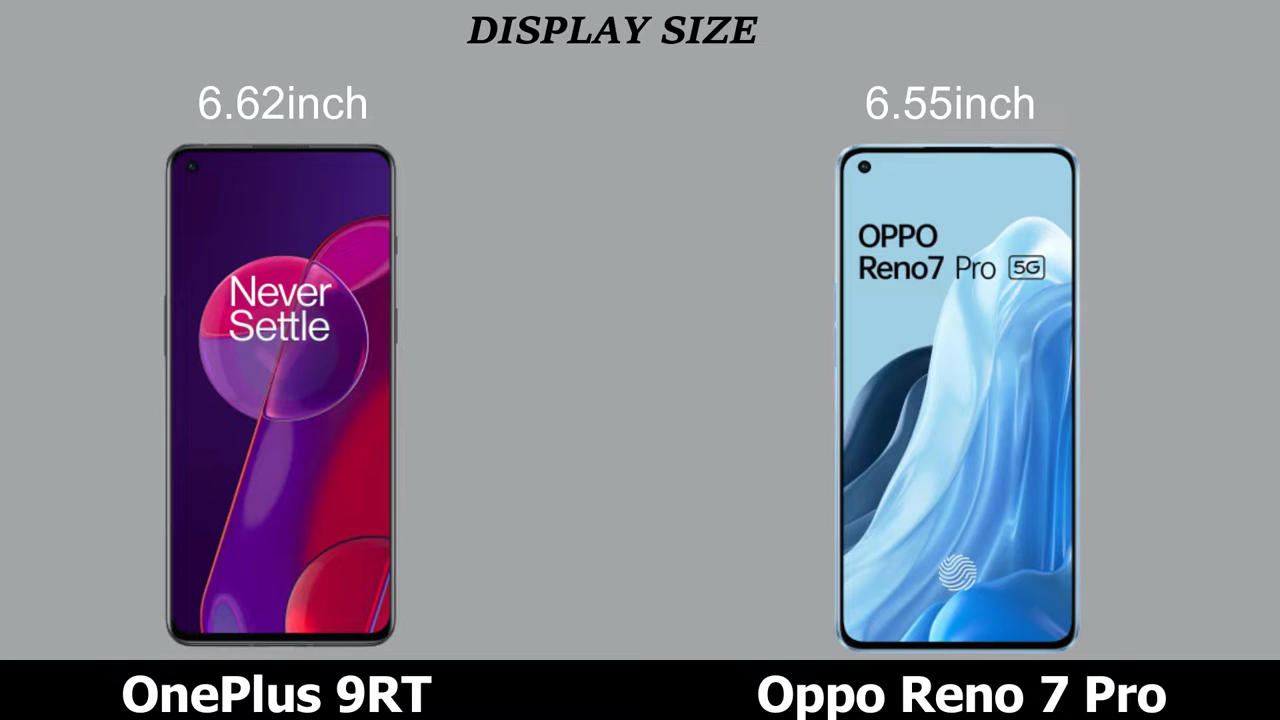 DISPLAY SIZE
6.62inch
6.55inch
Never
Settle
OPPO
Reno7 Pro 5G
OnePlus 9RT
Oppo Reno 7 Pro